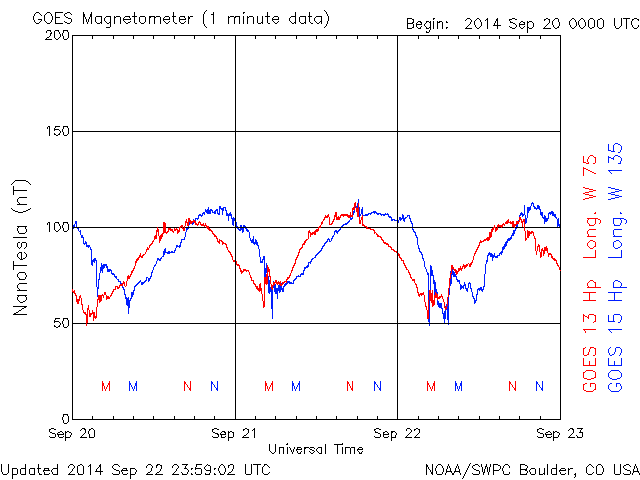 GOES Magnetometer (1 minute data)
Begin: 2014 Sep 20 0000 UTC
200
150
100
50
0
NanoTesla (nT)
M M N N M M N N M M N N
Sep 20 Sep 21 Sep 22 Sep 23
Universal Time
GOES 13 Hp Long. W 75
GOES 15 Hp Long. W 135
Updated 2014 Sep 22 23:59:02 UTC
NOAA/SWPC Boulder, CO USA